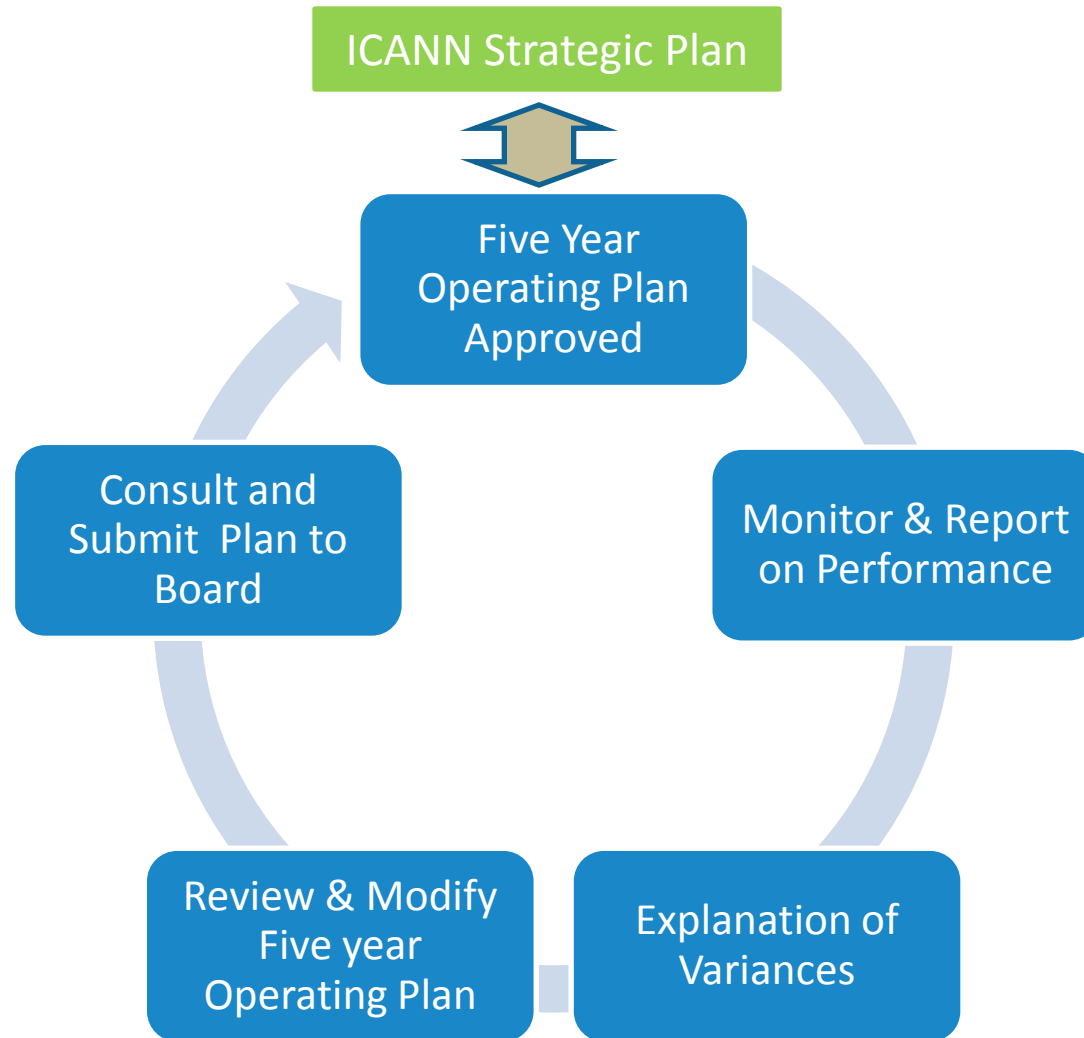 ICANN Strategic Plan
Five Year
Operating Plan
Approved
Monitor & Report
on Performance
Explanation of
Variances
Review & Modify
Five year
Operating Plan
Consult and
Submit  Plan to
Board